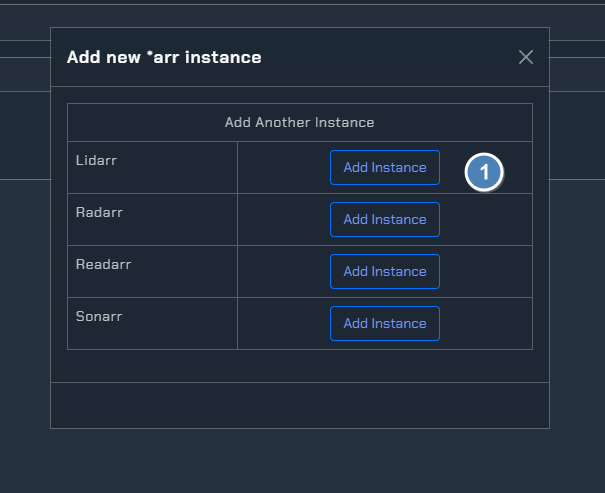 Add new *arr instance
Add Another Instance
Lidarr Add Instance 1
Radarr Add Instance
Readarr Add Instance
Sonarr Add Instance